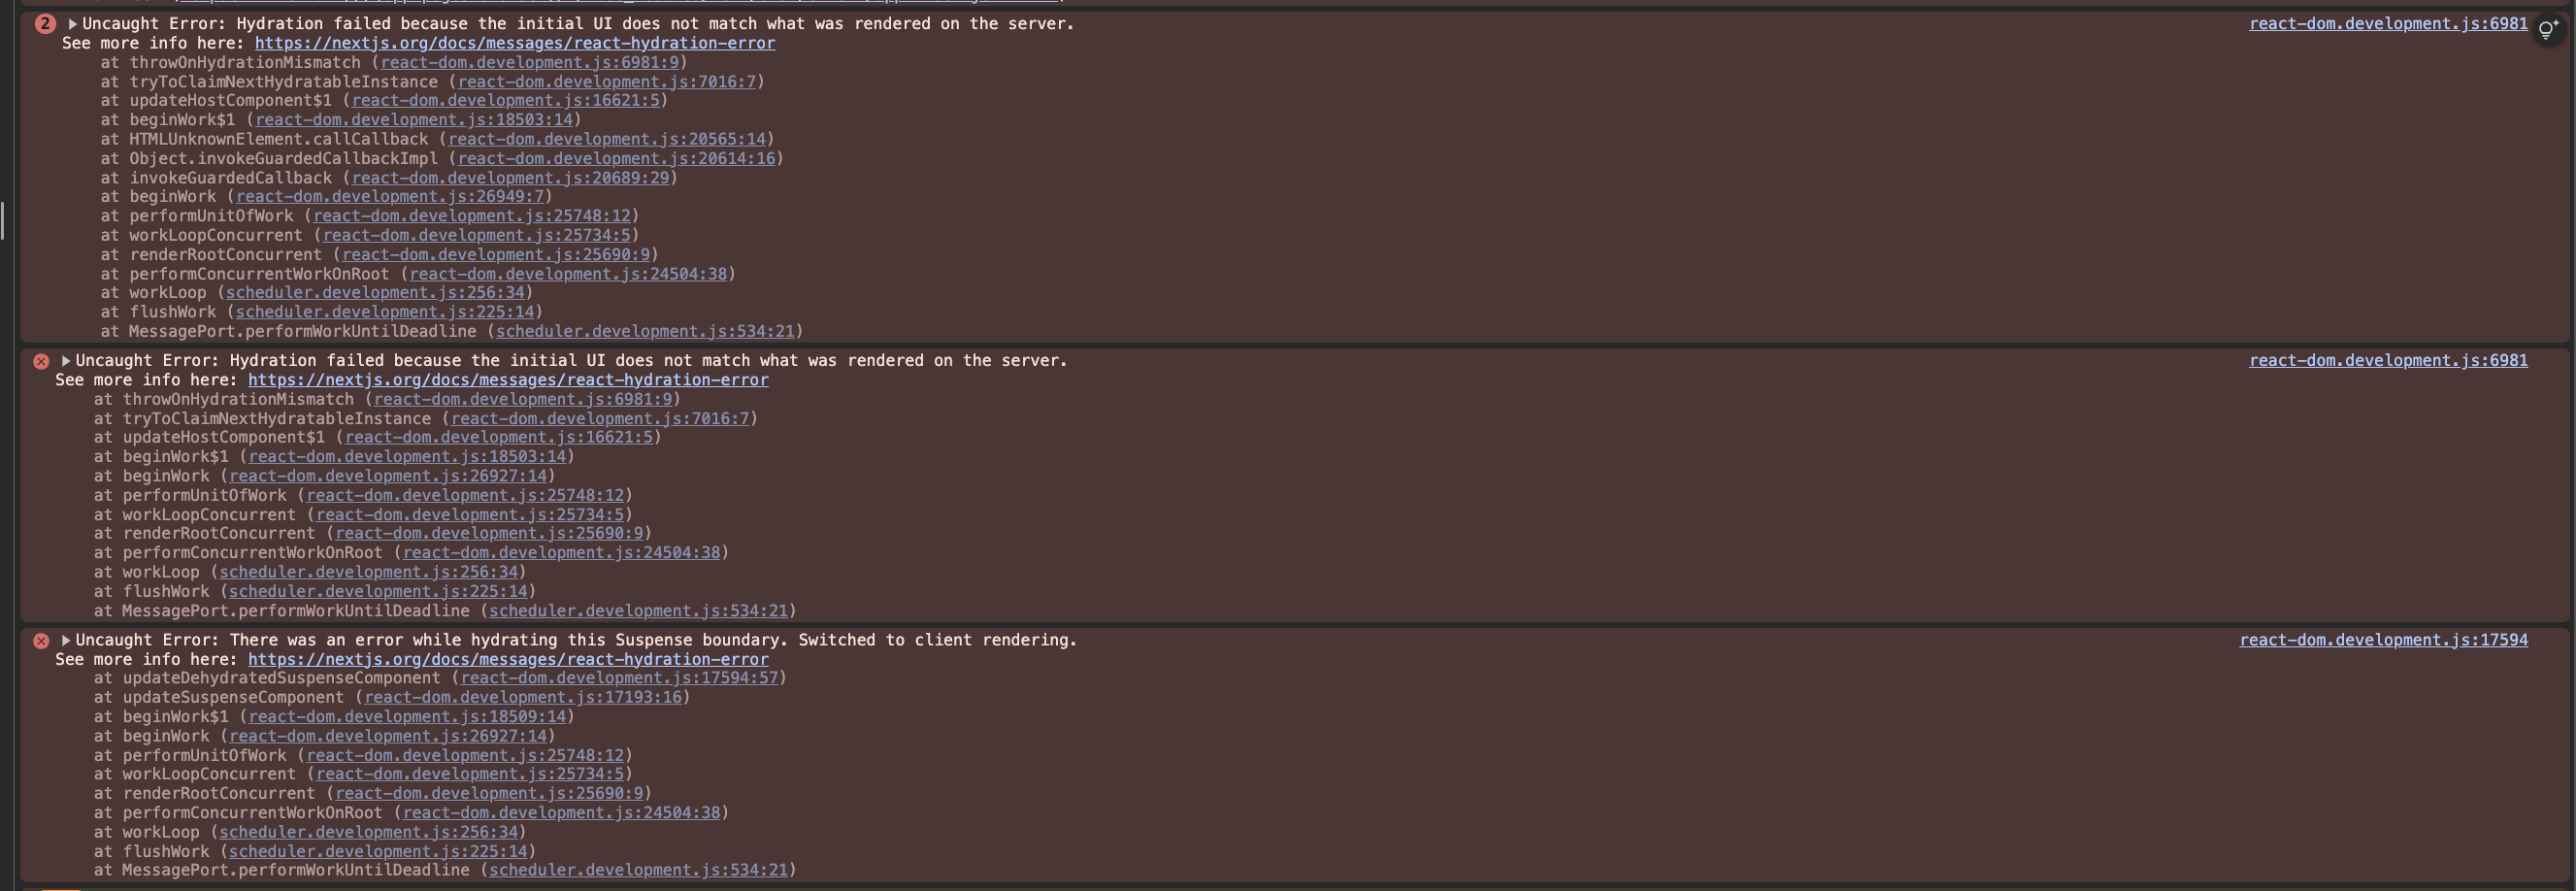 2 ▶Uncaught Error: Hydration failed because the initial UI does not match what was rendered on the server. react-dom.development.js:6981
See more info here: https://nextjs.org/docs/messages/react-hydration-error
at throwOnHydrationMismatch (react-dom.development.js:6981:9)
at tryToClaimNextHydratableInstance (react-dom.development.js:7016:7)
at updateHostComponent$1 (react-dom.development.js:16621:5)
at beginWork$1 (react-dom.development.js:18503:14)
at HTMLUnknownElement.callCallback (react-dom.development.js:20565:14)
at Object.invokeGuardedCallbackImpl (react-dom.development.js:20614:16)
at invokeGuardedCallback (react-dom.development.js:20689:29)
at beginWork (react-dom.development.js:26949:7)
at performUnitOfWork (react-dom.development.js:25748:12)
at workLoopConcurrent (react-dom.development.js:25734:5)
at renderRootConcurrent (react-dom.development.js:25690:9)
at performConcurrentWorkOnRoot (react-dom.development.js:24504:38)
at workLoop (scheduler.development.js:256:34)
at flushWork (scheduler.development.js:225:14)
at MessagePort.performWorkUntilDeadline (scheduler.development.js:534:21)
▶Uncaught Error: Hydration failed because the initial UI does not match what was rendered on the server. react-dom.development.js:6981
See more info here: https://nextjs.org/docs/messages/react-hydration-error
at throwOnHydrationMismatch (react-dom.development.js:6981:9)
at tryToClaimNextHydratableInstance (react-dom.development.js:7016:7)
at updateHostComponent$1 (react-dom.development.js:16621:5)
at beginWork$1 (react-dom.development.js:18503:14)
at beginWork (react-dom.development.js:26927:14)
at performUnitOfWork (react-dom.development.js:25748:12)
at workLoopConcurrent (react-dom.development.js:25734:5)
at renderRootConcurrent (react-dom.development.js:25690:9)
at performConcurrentWorkOnRoot (react-dom.development.js:24504:38)
at workLoop (scheduler.development.js:256:34)
at flushWork (scheduler.development.js:225:14)
at MessagePort.performWorkUntilDeadline (scheduler.development.js:534:21)
▶Uncaught Error: There was an error while hydrating this Suspense boundary. Switched to client rendering. react-dom.development.js:17594
See more info here: https://nextjs.org/docs/messages/react-hydration-error
at updateDehydratedSuspenseComponent (react-dom.development.js:17594:57)
at updateSuspenseComponent (react-dom.development.js:17193:16)
at beginWork$1 (react-dom.development.js:18509:14)
at beginWork (react-dom.development.js:26927:14)
at performUnitOfWork (react-dom.development.js:25748:12)
at workLoopConcurrent (react-dom.development.js:25734:5)
at renderRootConcurrent (react-dom.development.js:25690:9)
at performConcurrentWorkOnRoot (react-dom.development.js:24504:38)
at workLoop (scheduler.development.js:256:34)
at flushWork (scheduler.development.js:225:14)
at MessagePort.performWorkUntilDeadline (scheduler.development.js:534:21)